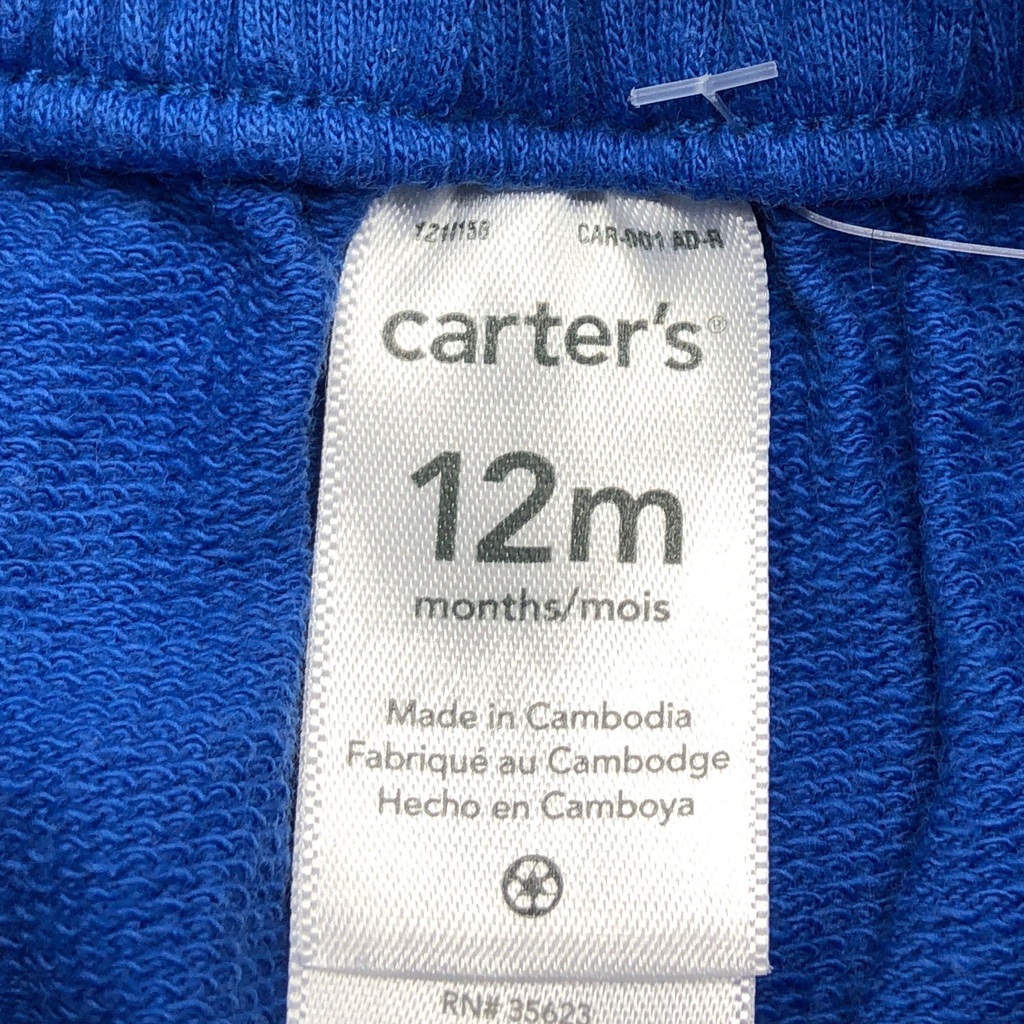 CAR-001 AD-R
carter's®
12m
months/mois
Made in Cambodia
Fabriqué au Cambodge
Hecho en Camboya
RN# 35623